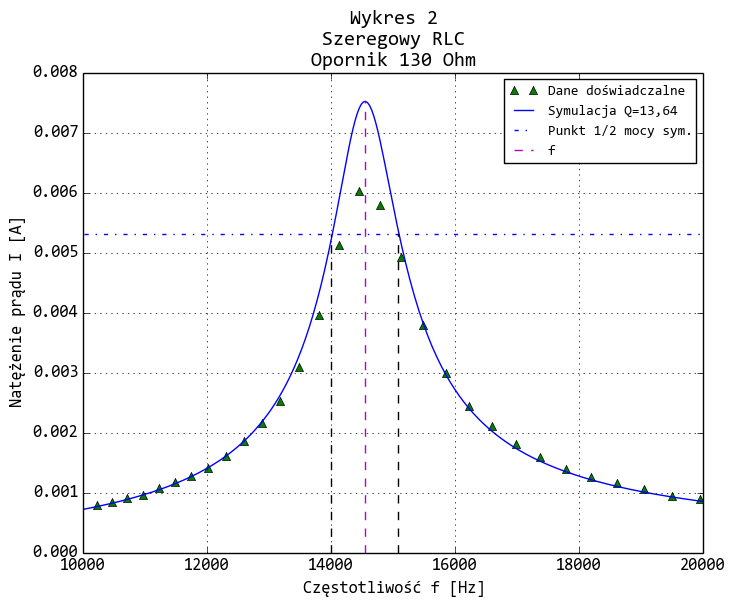 Wykres 2
Szeregowy RLC
Opornik 130 Ohm
0.008
0.007
0.006
0.005
0.004
0.003
0.002
0.001
0.000
Natężenie prądu I [A]
Dane doświadczalne
Symulacja Q=13,64
Punkt 1/2 mocy sym.
f
10000 12000 14000 16000 18000 20000
Częstotliwość f [Hz]